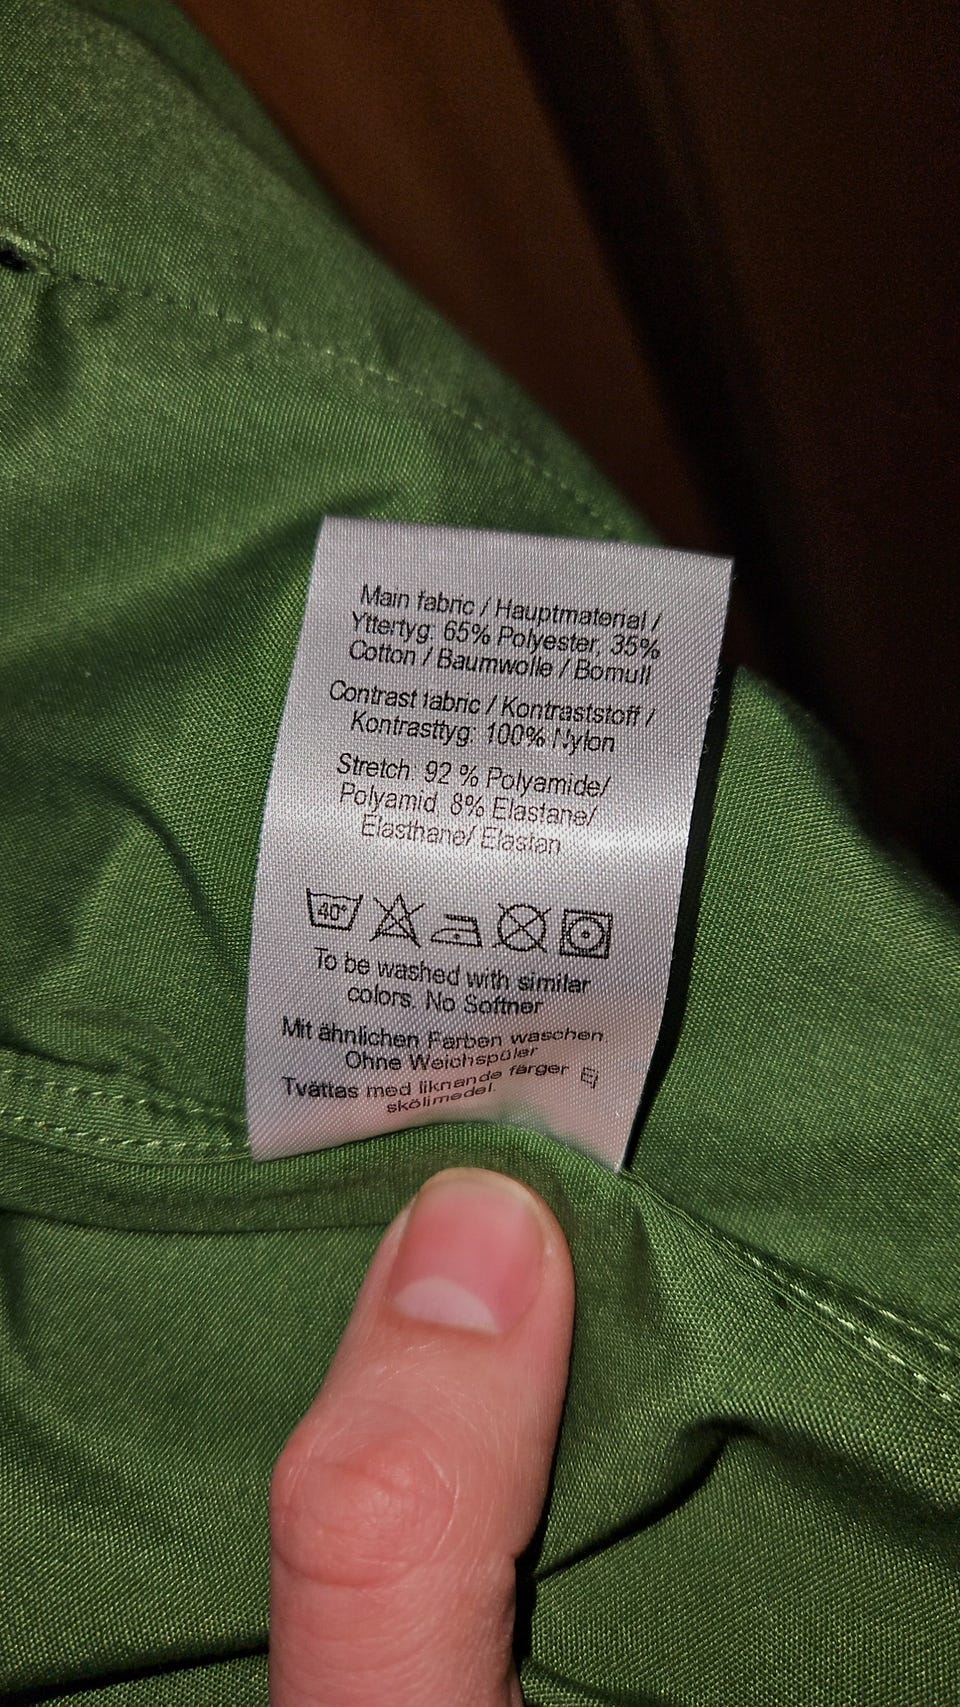 Main fabric / Hauptmaterial /
Yttertyg: 65% Polyester, 35%
Cotton / Baumwolle / Bomull
Contrast fabric / Kontraststoff /
Kontrasttyg: 100% Nylon
Stretch: 92 % Polyamide/
Polyamid, 8% Elastane/
Elasthane/ Elastan
40°
To be washed with similar
colors. No Softner
Mit ähnlichen Farben waschen
Ohne Weichspüler
Tvättas med liknande färger Ej
sköljmedel.